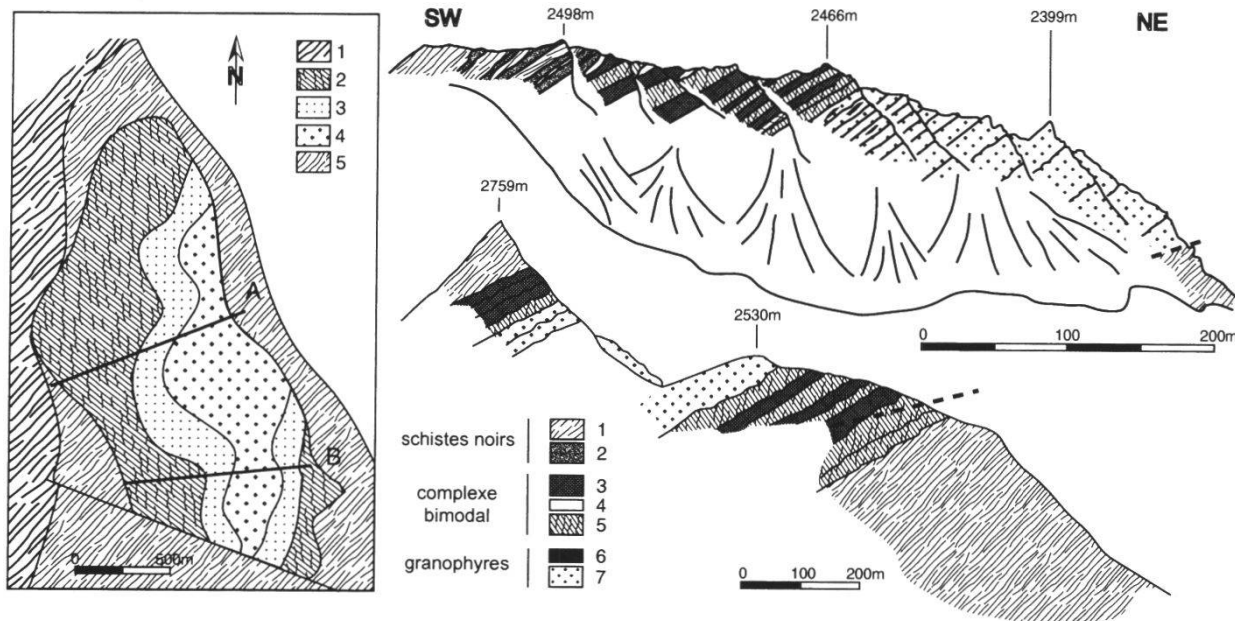 N
1
2
3
4
5
A
B
0 500m
SW
NE
2498m
2466m
2399m
0 100 200m
2759m
2530m
schistes noirs
1
2
complexe
bimodal
3
4
5
granophyres
6
7
0 100 200m